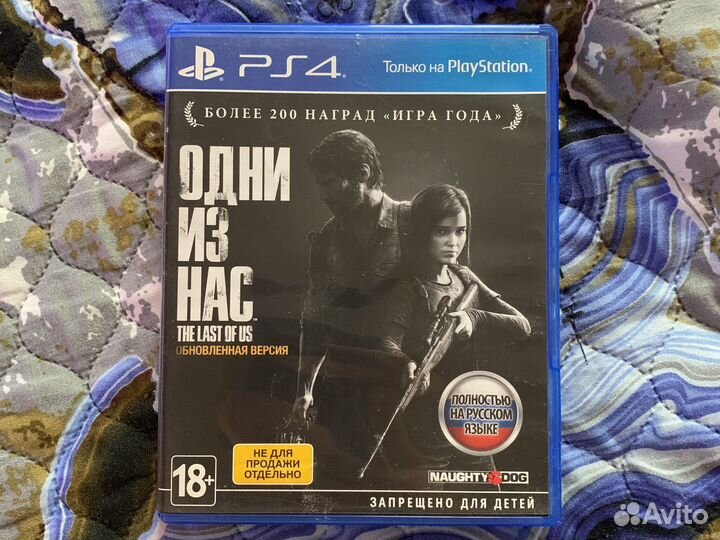 PS4
Только на PlayStation®
БОЛЕЕ 200 НАГРАД «ИГРА ГОДА»
ОДНИ
ИЗ
НАС™
THE LAST OF US
ОБНОВЛЕННАЯ ВЕРСИЯ
ПОЛНОСТЬЮ
НА РУССКОМ
ЯЗЫКЕ
НЕ ДЛЯ
ПРОДАЖИ
ОТДЕЛЬНО
18+
NAUGHTY DOG
ЗАПРЕЩЕНО ДЛЯ ДЕТЕЙ
Avito